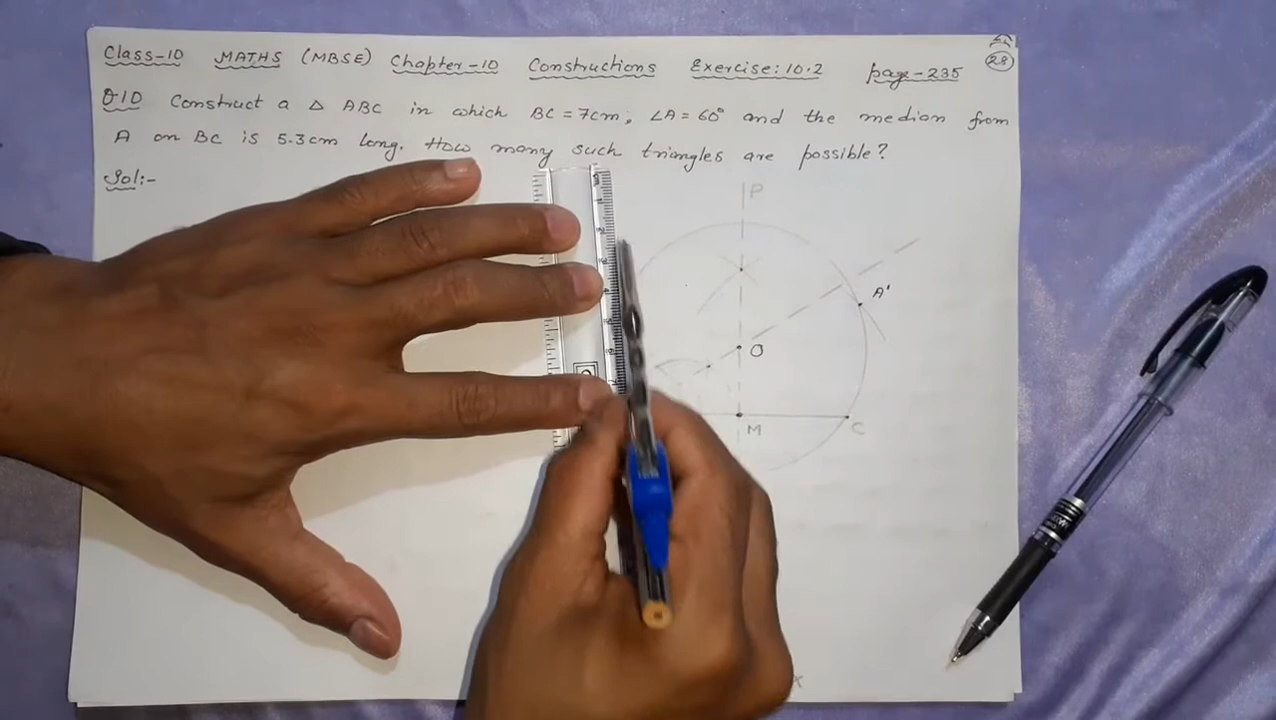 Class-10 MATHS (MBSE) Chapter-10 Constructions Exercise: 10.2 page-235
28
Q10 Construct a △ ABC in which BC = 7cm, ∠A = 60° and the median from
A on BC is 5.3cm long. How many such triangles are possible?
Sol:-
P
A'
O
M
C
x